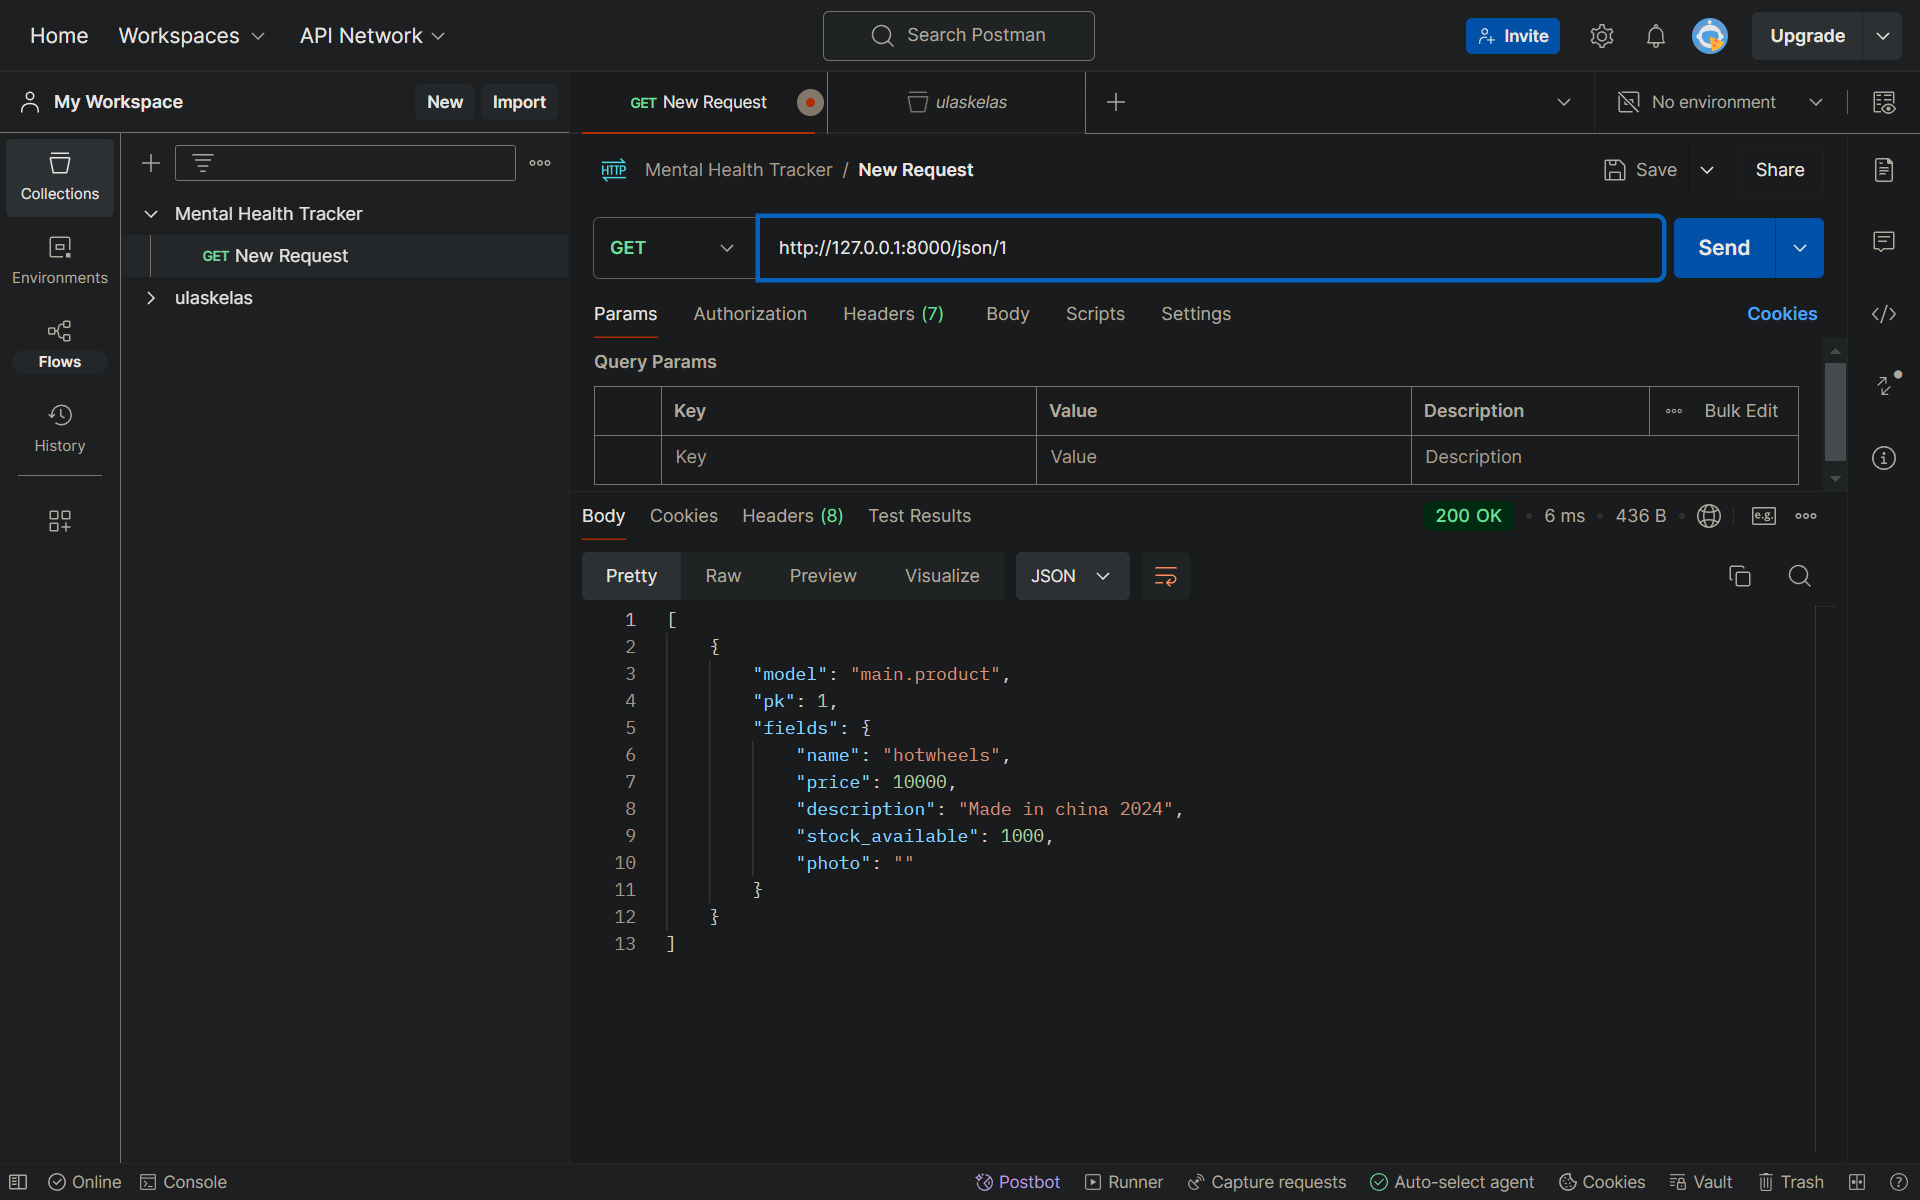 Home Workspaces API Network Search Postman Invite Upgrade
My Workspace New Import GET New Request ulaskelas No environment
Collections
Environments
Flows
History
Mental Health Tracker
GET New Request
ulaskelas
HTTP Mental Health Tracker / New Request Save Share
GET http://127.0.0.1:8000/json/1 Send
Params Authorization Headers (7) Body Scripts Settings Cookies
Query Params
Key Value Description Bulk Edit
Key Value Description
Body Cookies Headers (8) Test Results 200 OK 6 ms 436 B e.g.
Pretty Raw Preview Visualize JSON
1 [
2 {
3 "model": "main.product",
4 "pk": 1,
5 "fields": {
6 "name": "hotwheels",
7 "price": 10000,
8 "description": "Made in china 2024",
9 "stock_available": 1000,
10 "photo": ""
11 }
12 }
13 ]
Online Console Postbot Runner Capture requests Auto-select agent Cookies Vault Trash